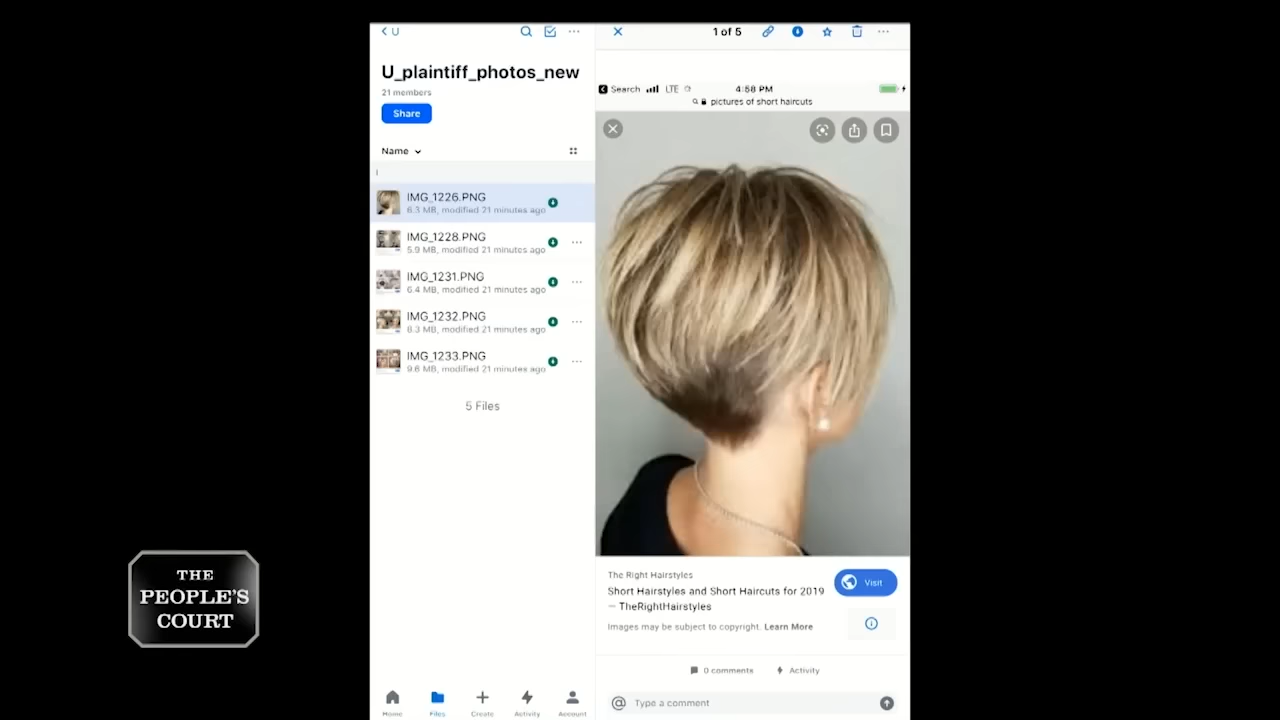 U
U_plaintiff_photos_new
21 members
Share
Name
I
IMG_1226.PNG
6.3 MB, modified 21 minutes ago
IMG_1228.PNG
5.9 MB, modified 21 minutes ago
IMG_1231.PNG
6.4 MB, modified 21 minutes ago
IMG_1232.PNG
8.3 MB, modified 21 minutes ago
IMG_1233.PNG
9.6 MB, modified 21 minutes ago
5 Files
Home Files Create Activity Account
1 of 5
Search LTE 4:58 PM
pictures of short haircuts
The Right Hairstyles
Short Hairstyles and Short Haircuts for 2019
— TheRightHairstyles
Images may be subject to copyright. Learn More
Visit
0 comments Activity
@ Type a comment
THE
PEOPLE'S
COURT